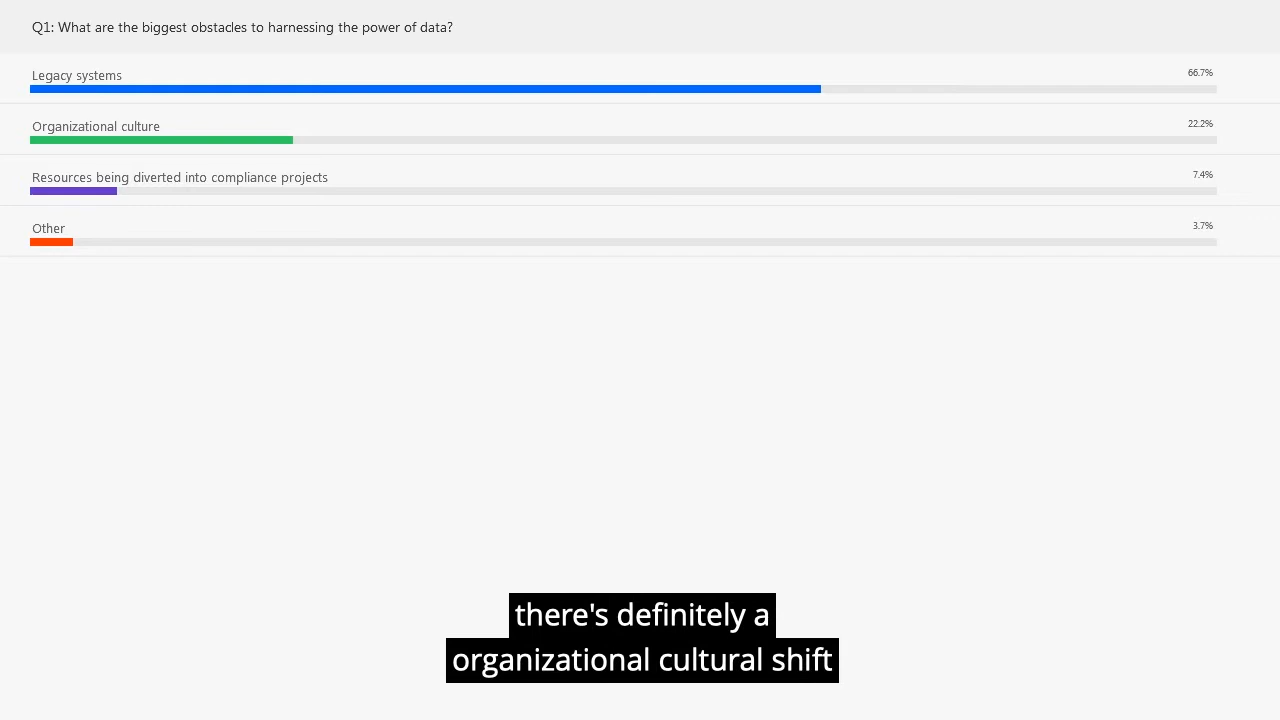 Q1: What are the biggest obstacles to harnessing the power of data?
Legacy systems
66.7%
Organizational culture
22.2%
Resources being diverted into compliance projects
7.4%
Other
3.7%
there's definitely a
organizational cultural shift